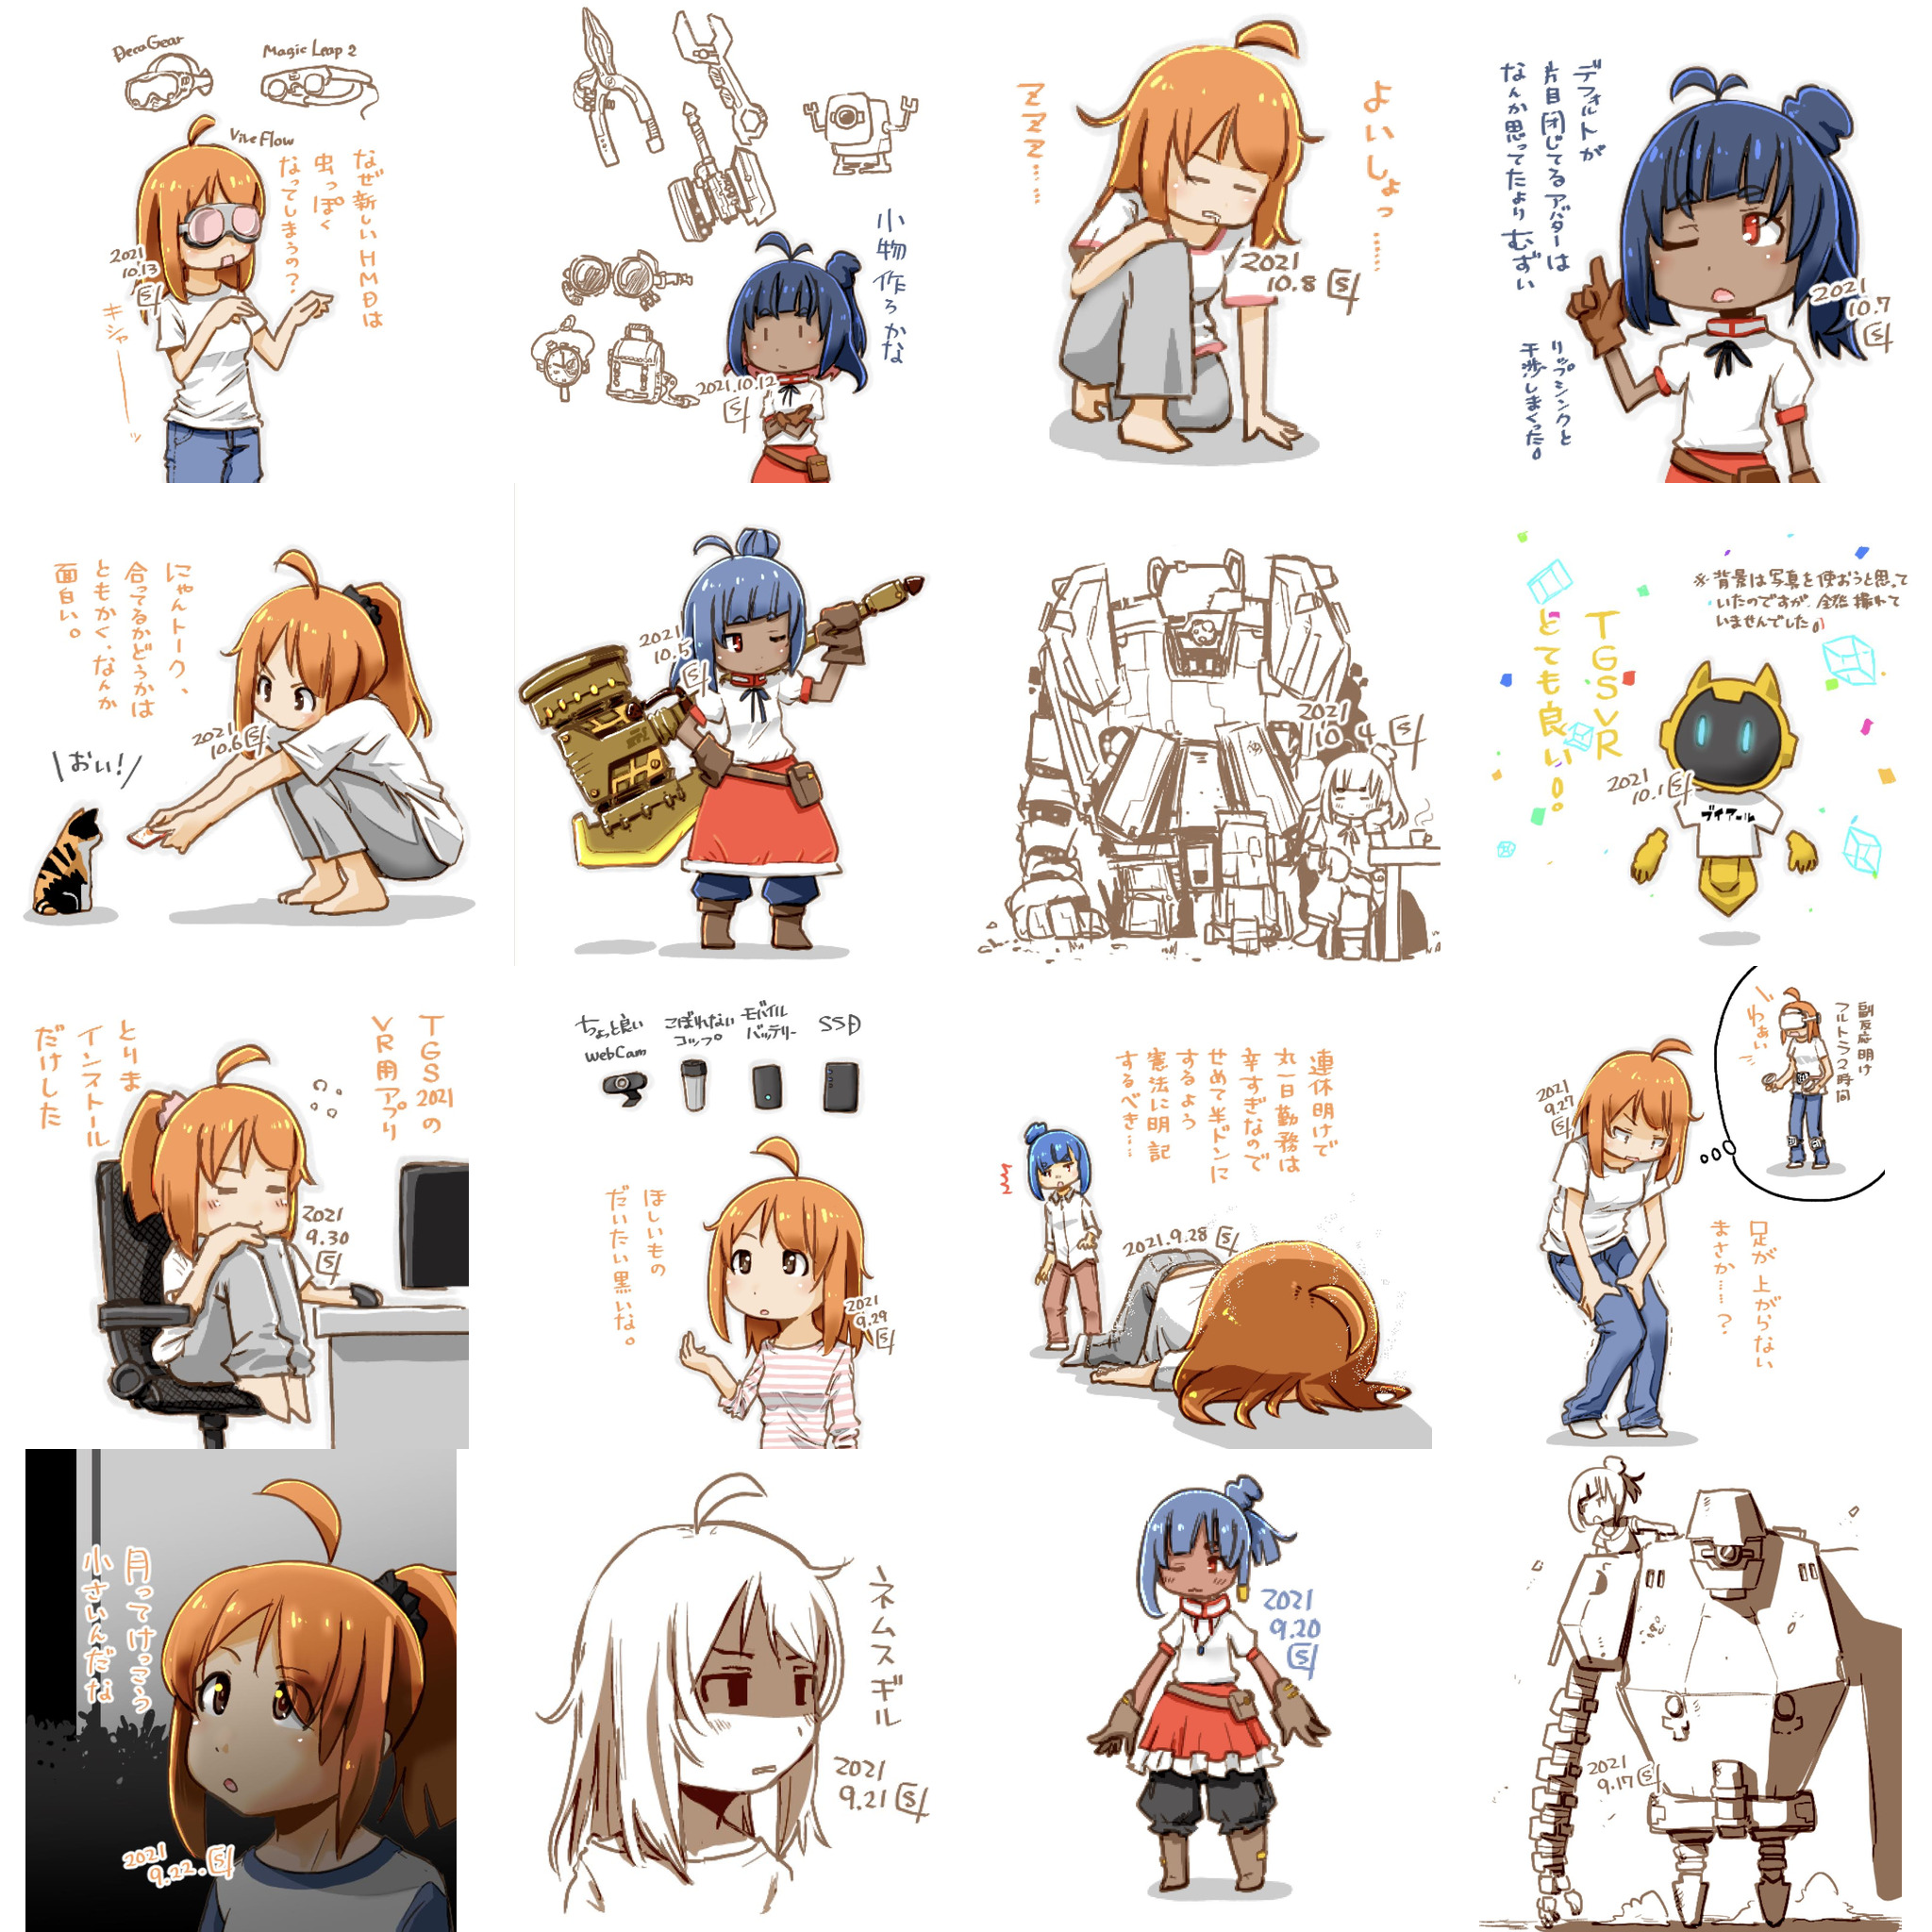 DecaGear
Magic Leap 2
Vive Flow
なぜ新しいHMDは
虫っぽく
なってしまうの？
2021
10.13
キシャーーーッ
小物作ろかな
2021.10.12
よいしょっ……
ZZZ……
2021
10.8
デフォルトが
片目閉じてるアバターは
なんか思ってたよりむずい
リップシンクと
干渉しまくった。
2021
10.7
にゃんトーク、
合ってるかどうかは
ともかく、なんか
面白い。
\おい!/
2021
10.6
2021
10.5
2021
10.4
※背景は写真を使おうと思って
いたのですが、全然撮れて
いませんでした
TGSVR
とても良い。
2021
10.1
ブイアール
TGS2021の
VR用アプリ
とりま
インストール
だけした
2021
9.30
ちょっと良い
WebCam
こぼれない
コップ。
モバイル
バッテリー
SSD
ほしいもの
だいたい黒いな。
2021
9.29
連休明けで
丸一日勤務は
辛すぎなので
せめて半ドンに
するよう
憲法に明記
するべき…
2021.9.28
副反応明け
フルトラ2時間
わぁい
2021
9.27
足が上がらない
まさか……？
月ってけっこう
小さいんだな
2021
9.22.
ネムスギル
2021
9.21
2021
9.20
2021
9.17